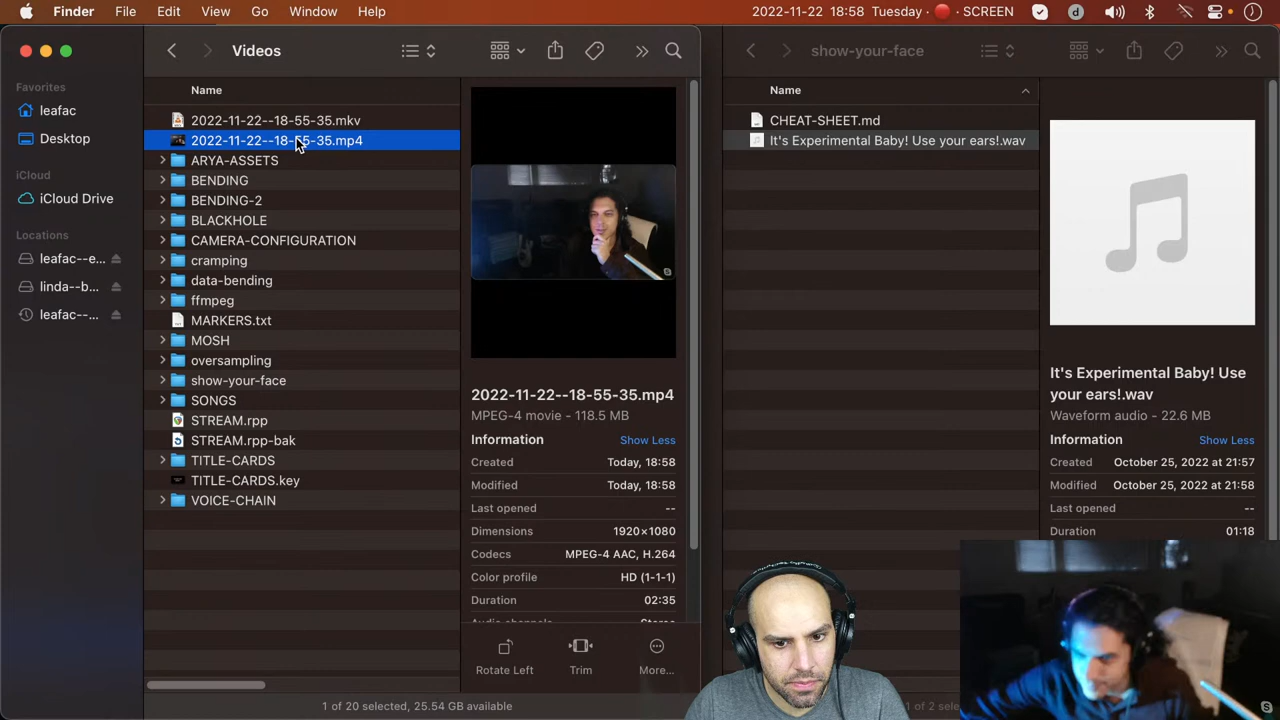 Finder File Edit View Go Window Help 2022-11-22 18:58 Tuesday SCREEN
Videos
show-your-face
Favorites
leafac
Desktop
iCloud
iCloud Drive
Locations
leafac--e...
linda--b...
leafac--...
Name
2022-11-22--18-55-35.mkv
2022-11-22--18-55-35.mp4
ARYA-ASSETS
BENDING
BENDING-2
BLACKHOLE
CAMERA-CONFIGURATION
cramping
data-bending
ffmpeg
MARKERS.txt
MOSH
oversampling
show-your-face
SONGS
STREAM.rpp
STREAM.rpp-bak
TITLE-CARDS
TITLE-CARDS.key
VOICE-CHAIN
2022-11-22--18-55-35.mp4
MPEG-4 movie - 118.5 MB
Information Show Less
Created Today, 18:58
Modified Today, 18:58
Last opened --
Dimensions 1920×1080
Codecs MPEG-4 AAC, H.264
Color profile HD (1-1-1)
Duration 02:35
Rotate Left Trim More...
1 of 20 selected, 25.54 GB available
Name
CHEAT-SHEET.md
It's Experimental Baby! Use your ears!.wav
It's Experimental Baby! Use
your ears!.wav
Waveform audio - 22.6 MB
Information Show Less
Created October 25, 2022 at 21:57
Modified October 25, 2022 at 21:58
Last opened --
Duration 01:18